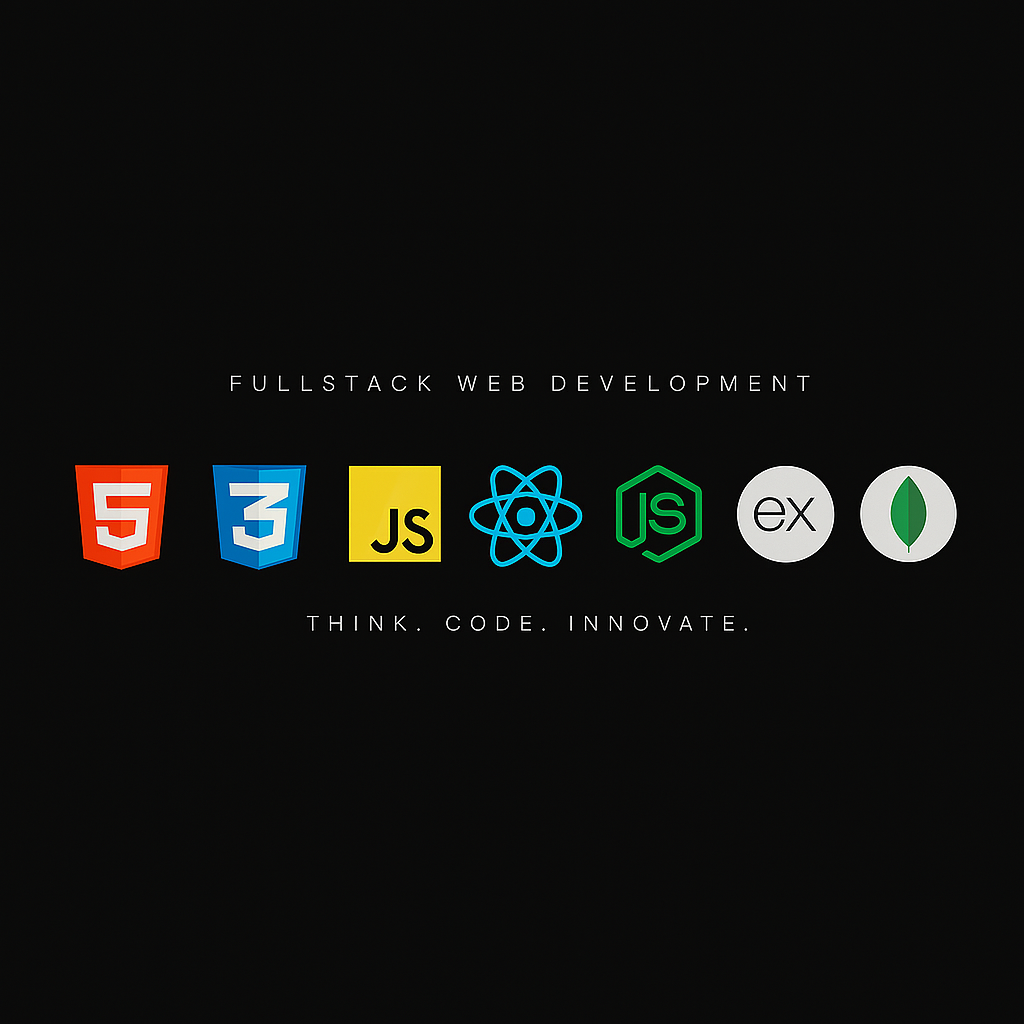 FULLSTACK WEB DEVELOPMENT
5 3 JS JS ex
THINK. CODE. INNOVATE.